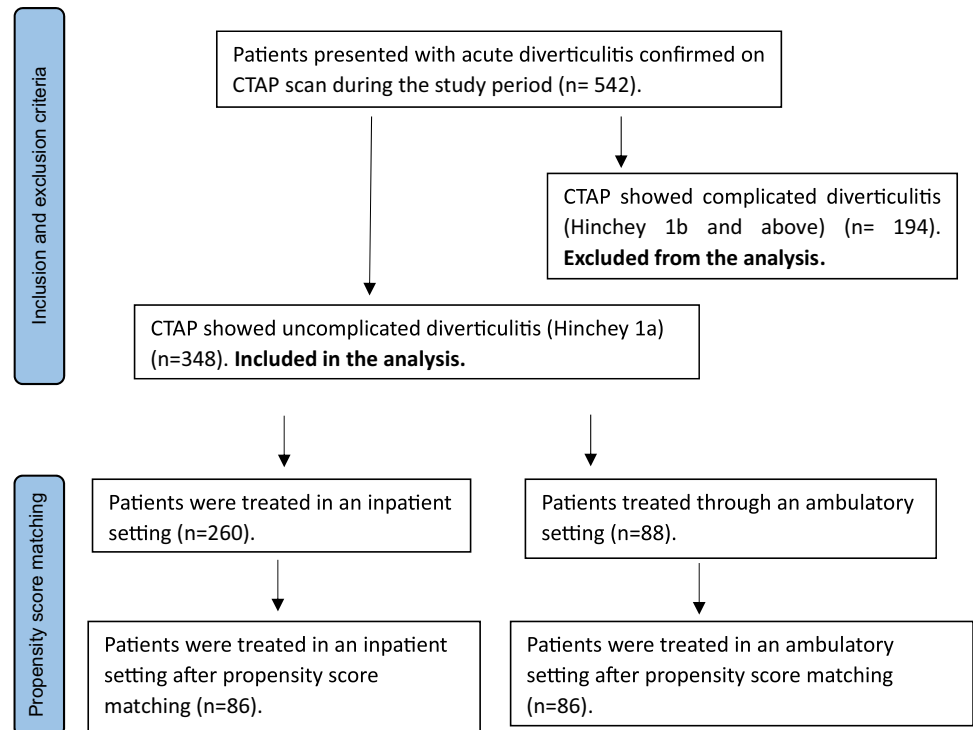 Inclusion and exclusion criteria
Patients presented with acute diverticulitis confirmed on
CTAP scan during the study period (n= 542).
CTAP showed complicated diverticulitis
(Hinchey 1b and above) (n= 194).
Excluded from the analysis.
CTAP showed uncomplicated diverticulitis (Hinchey 1a)
(n=348). Included in the analysis.
Propensity score matching
Patients were treated in an inpatient
setting (n=260).
Patients treated through an ambulatory
setting (n=88).
Patients were treated in an inpatient
setting after propensity score
matching (n=86).
Patients were treated in an ambulatory
setting after propensity score matching
(n=86).